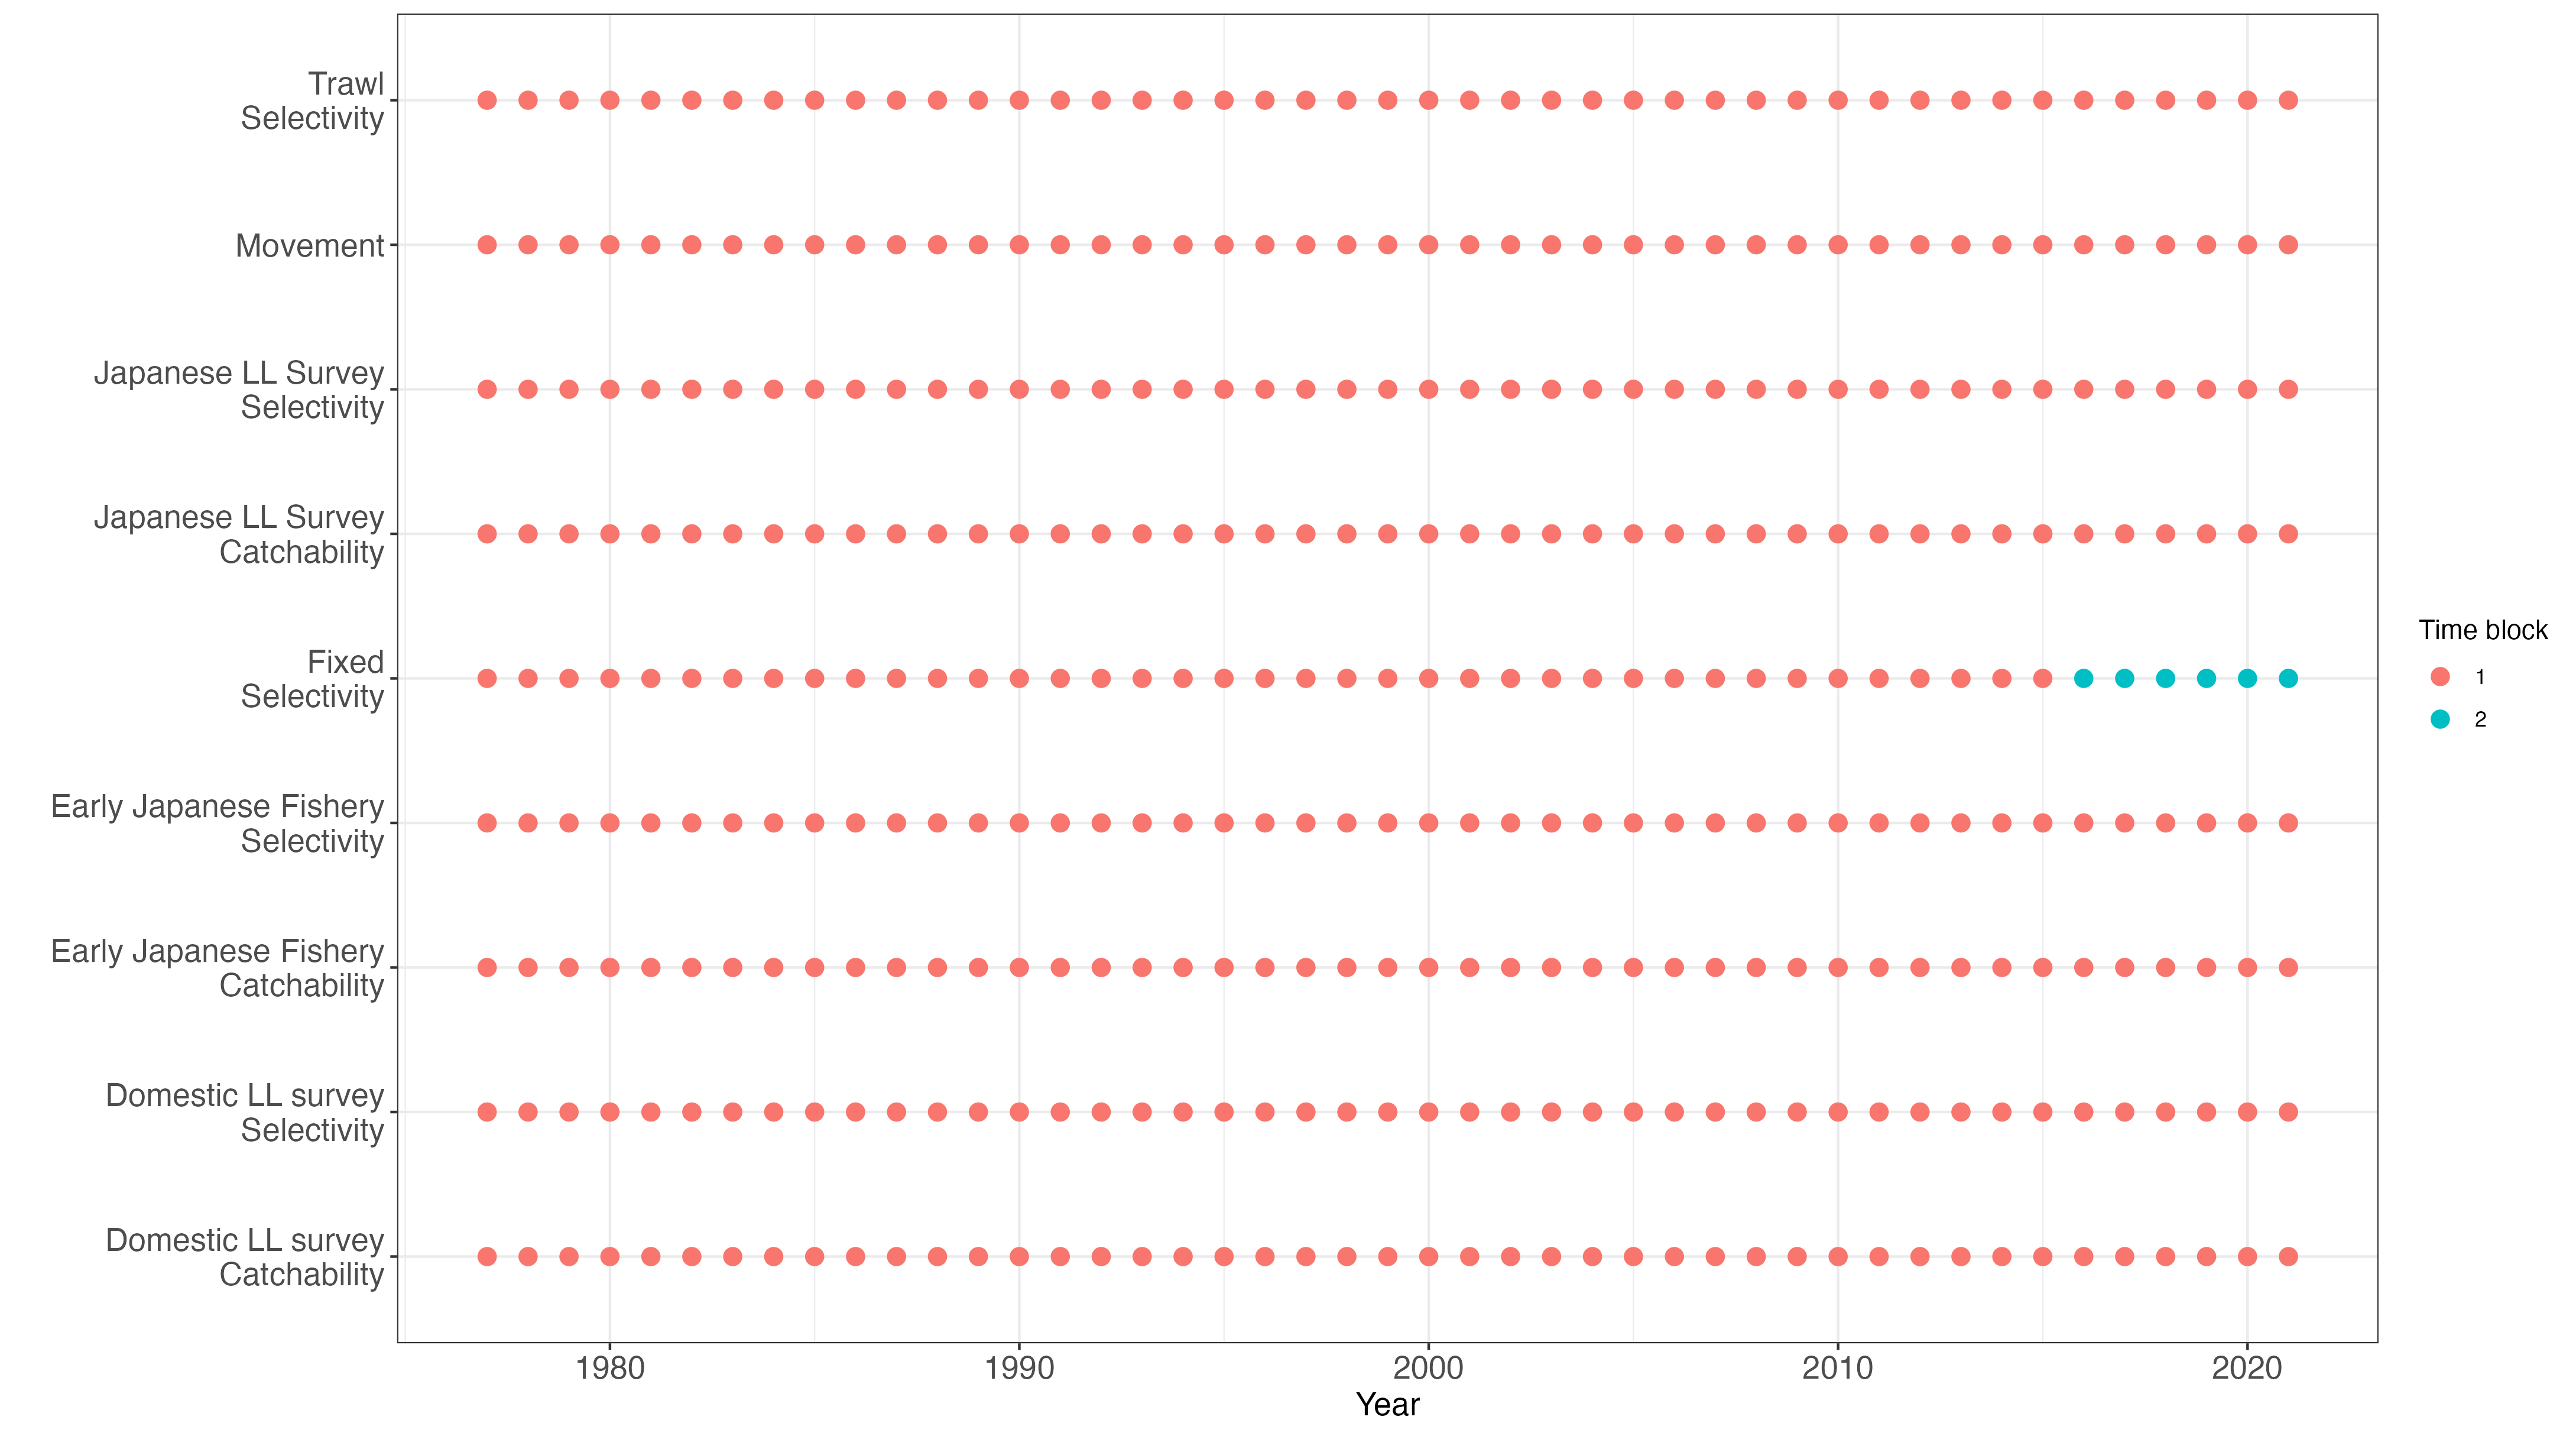 Trawl
Selectivity
Movement
Japanese LL Survey
Selectivity
Japanese LL Survey
Catchability
Fixed
Selectivity
Early Japanese Fishery
Selectivity
Early Japanese Fishery
Catchability
Domestic LL survey
Selectivity
Domestic LL survey
Catchability
1980
1990
2000
2010
2020
Year
Time block
1
2